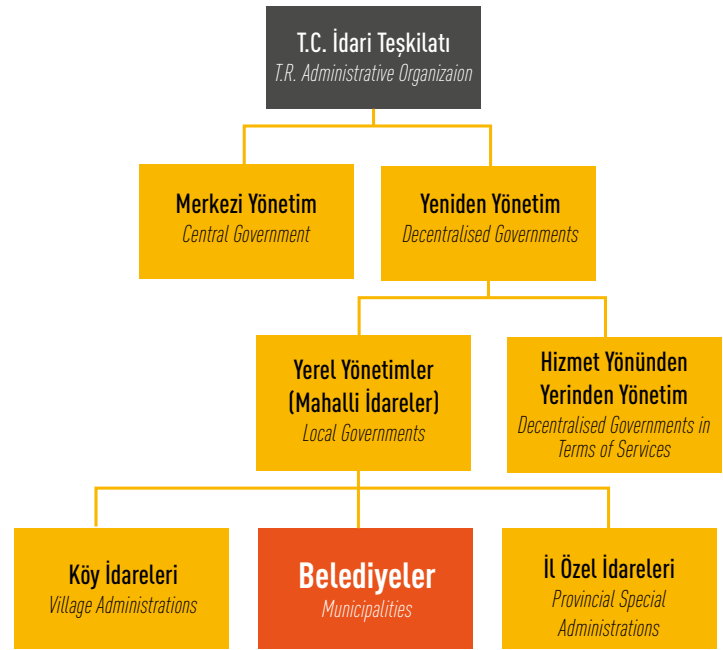 T.C. İdari Teşkilatı
T.R. Administrative Organizaion
Merkezi Yönetim
Central Government
Yeniden Yönetim
Decentralised Governments
Yerel Yönetimler
(Mahalli İdareler)
Local Governments
Hizmet Yönünden
Yerinden Yönetim
Decentralised Governments in
Terms of Services
Köy İdareleri
Village Administrations
Belediyeler
Municipalities
İl Özel İdareleri
Provincial Special
Administrations